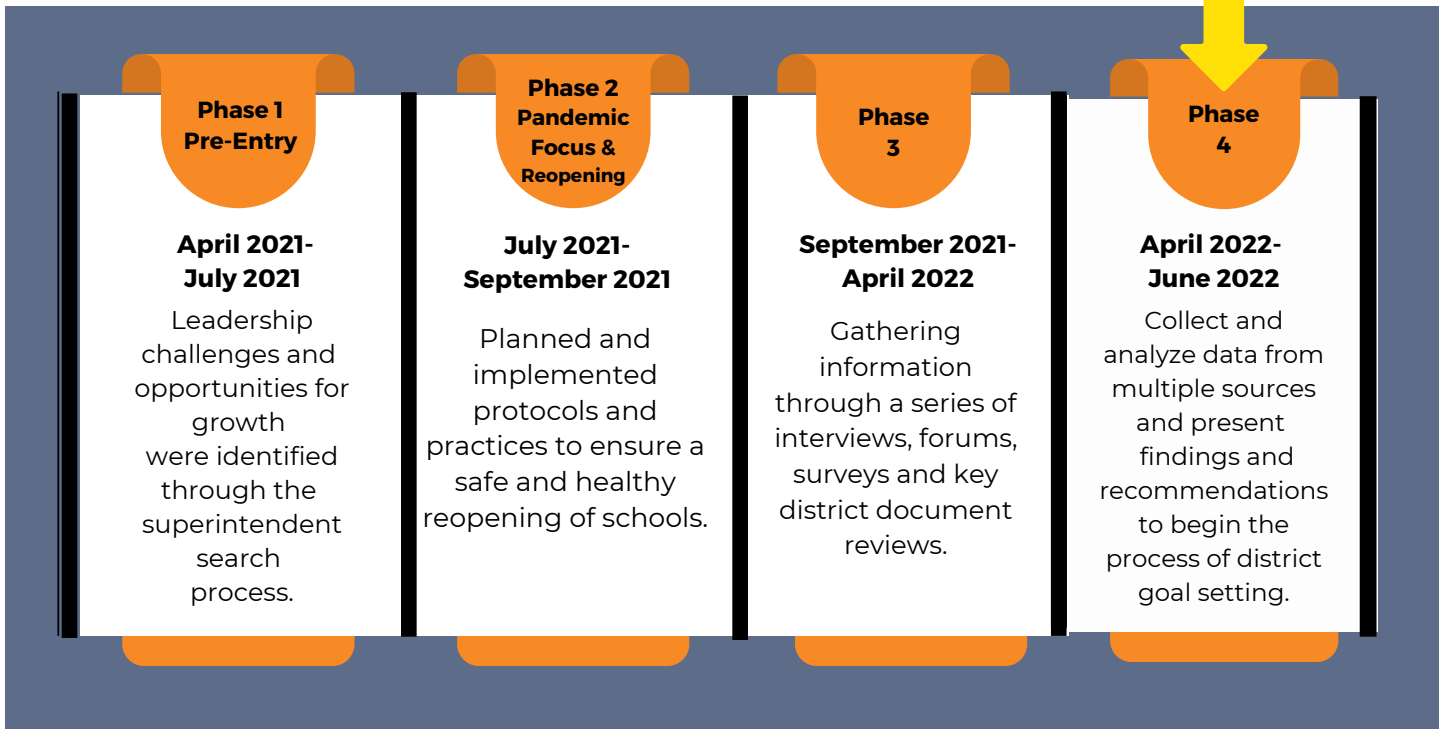 Phase 1
Pre-Entry
April 2021-
July 2021
Leadership
challenges and
opportunities for
growth
were identified
through the
superintendent
search
process.
Phase 2
Pandemic
Focus &
Reopening
July 2021-
September 2021
Planned and
implemented
protocols and
practices to ensure a
safe and healthy
reopening of schools.
Phase
3
September 2021-
April 2022
Gathering
information
through a series of
interviews, forums,
surveys and key
district document
reviews.
Phase
4
April 2022-
June 2022
Collect and
analyze data from
multiple sources
and present
findings and
recommendations
to begin the
process of district
goal setting.